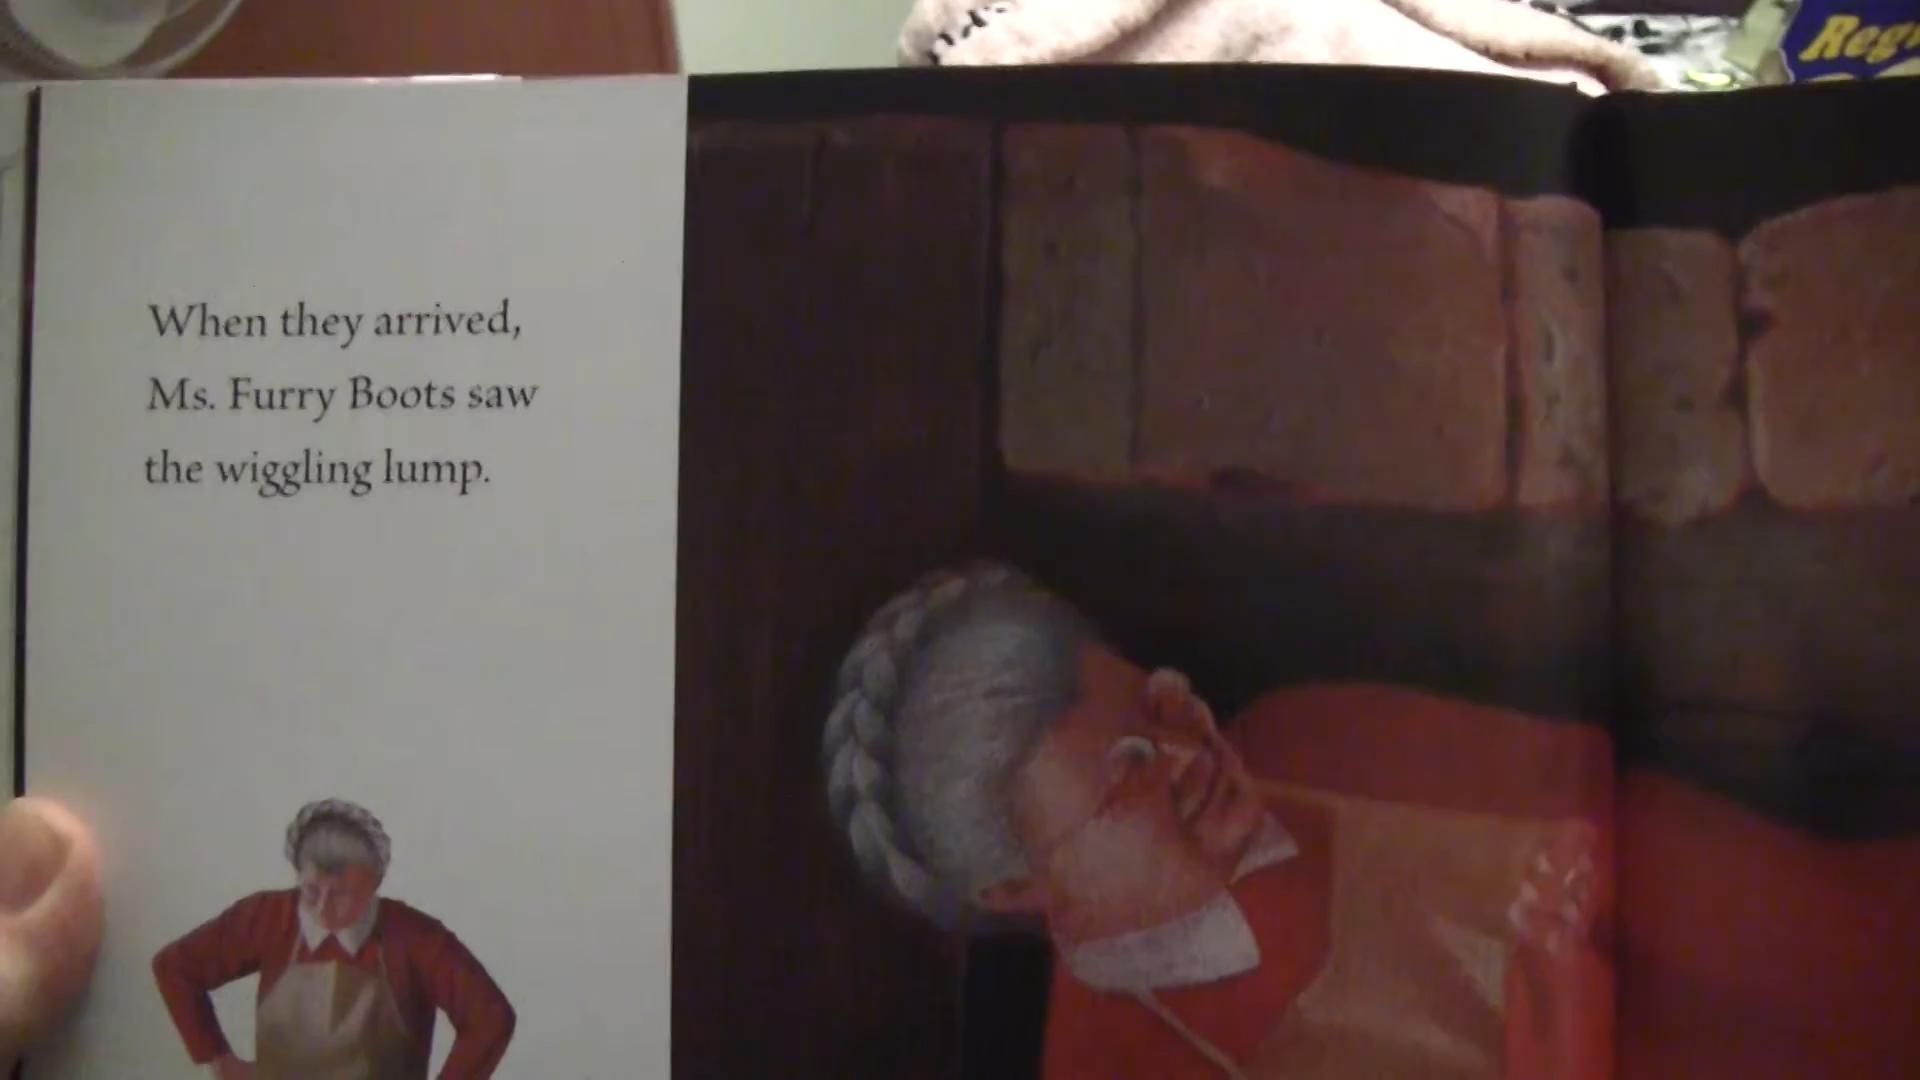 When they arrived,
Ms. Furry Boots saw
the wiggling lump.